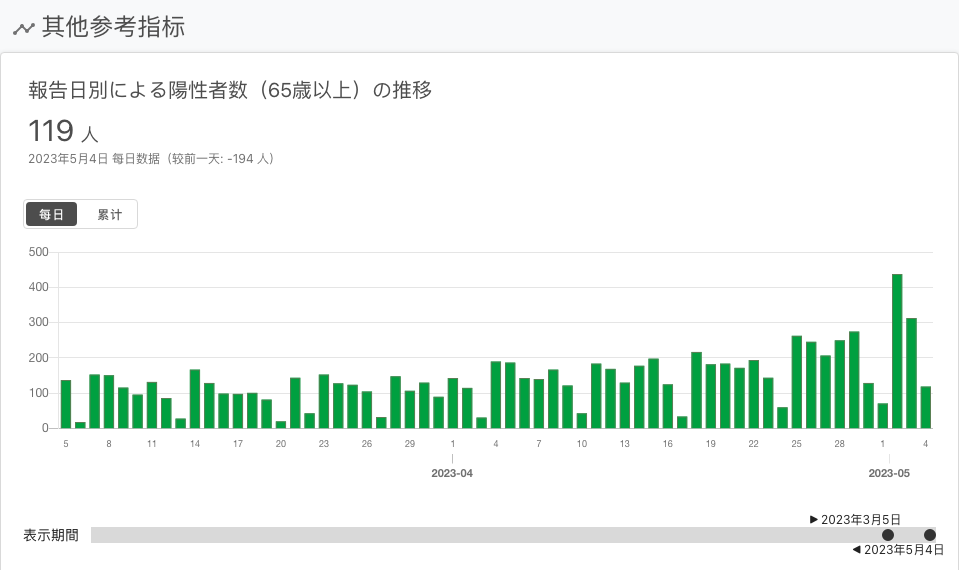 其他参考指标
報告日別による陽性者数（65歳以上）の推移
119 人
2023年5月4日 每日数据（较前一天: -194 人）
每日 累计
500
400
300
200
100
0
5 8 11 14 17 20 23 26 29 1 4 7 10 13 16 19 22 25 28 1 4
2023-04 2023-05
▶ 2023年3月5日
表示期間
◀ 2023年5月4日